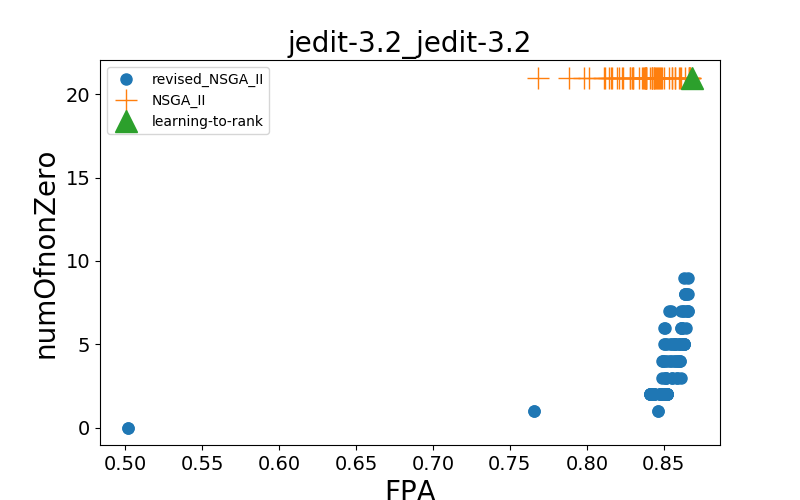 jedit-3.2_jedit-3.2
revised_NSGA_II
NSGA_II
learning-to-rank
numOfnonZero
20
15
10
5
0
0.50 0.55 0.60 0.65 0.70 0.75 0.80 0.85
FPA